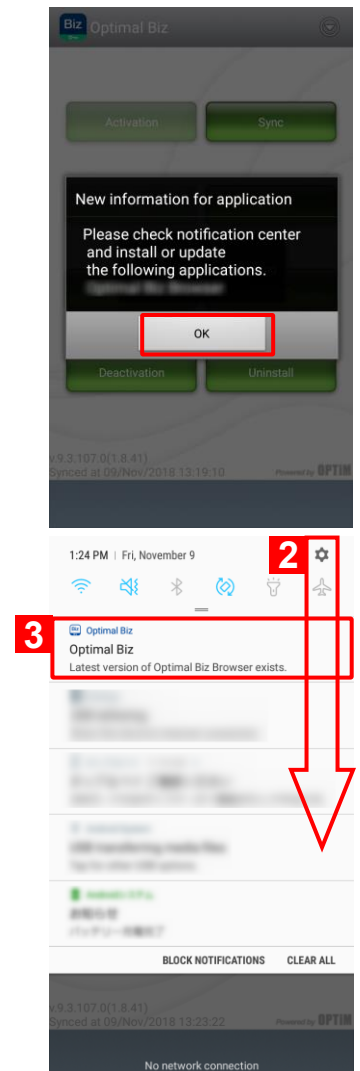 Biz
Optimal Biz
Activation
Sync
New information for application
Please check notification center
and install or update
the following applications.
OK
Deactivation
Uninstall
v.9.3.107.0(1.8.41)
Synced at 09/Nov/2018 13:19:10
Powered by OPTiM
1:24 PM | Fri, November 9
2
3
Optimal Biz
Optimal Biz
Latest version of Optimal Biz Browser exists.
BLOCK NOTIFICATIONS
CLEAR ALL
v.9.3.107.0(1.8.41)
Synced at 09/Nov/2018 13:23:22
Powered by OPTiM
No network connection